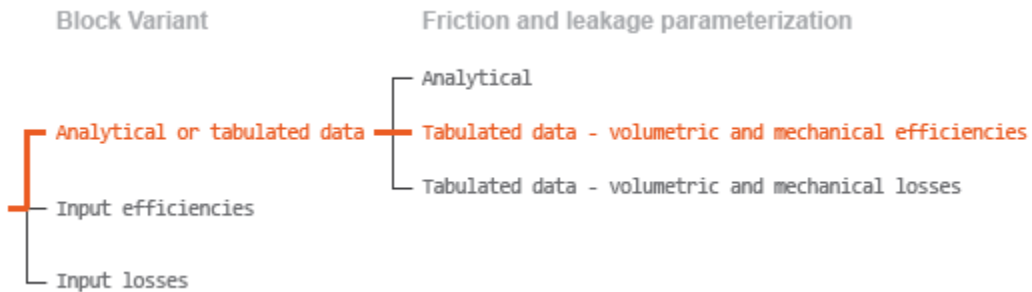 Block Variant
Friction and leakage parameterization
Analytical
Analytical or tabulated data
Tabulated data - volumetric and mechanical efficiencies
Tabulated data - volumetric and mechanical losses
Input efficiencies
Input losses